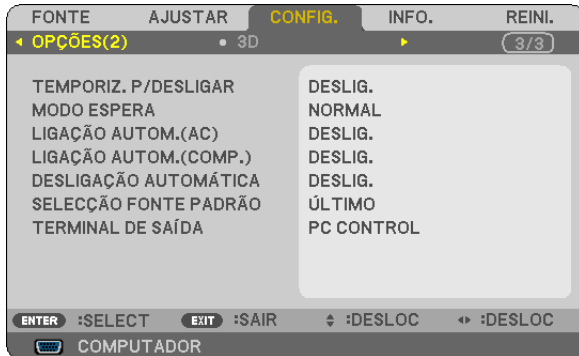 FONTE AJUSTAR CONFIG. INFO. REINI.
OPÇÕES(2) 3D 3/3
TEMPORIZ. P/DESLIGAR DESLIG.
MODO ESPERA NORMAL
LIGAÇÃO AUTOM.(AC) DESLIG.
LIGAÇÃO AUTOM.(COMP.) DESLIG.
DESLIGAÇÃO AUTOMÁTICA DESLIG.
SELECÇÃO FONTE PADRÃO ÚLTIMO
TERMINAL DE SAÍDA PC CONTROL
ENTER :SELECT EXIT :SAIR :DESLOC :DESLOC
COMPUTADOR